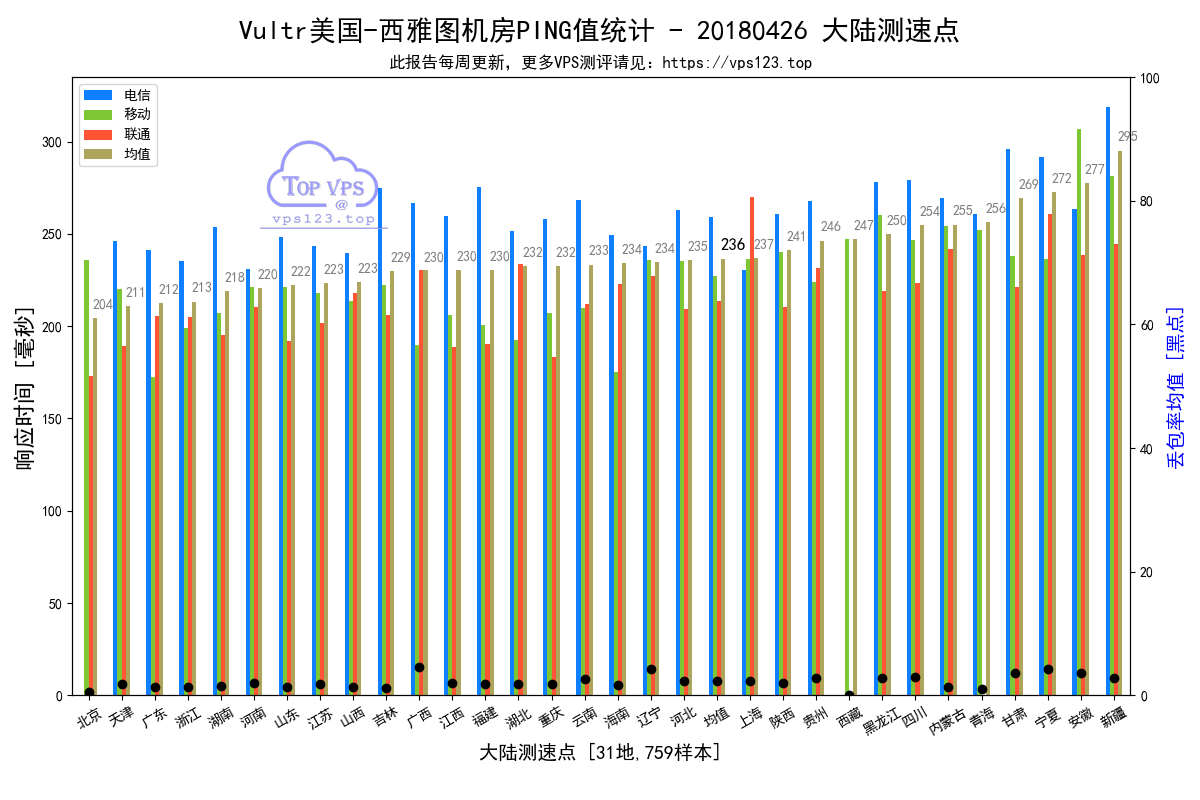 Vultr美国-西雅图机房PING值统计 - 20180426 大陆测速点
此报告每周更新，更多VPS测评请见：https://vps123.top
电信
移动
联通
均值
TOP VPS
@
vps123.top
响应时间 [毫秒]
300
250
200
150
100
50
0
204
211
212
213
218
220
222
223
223
229
230
230
230
232
232
233
234
234
235
236
237
241
246
247
250
254
255
256
269
272
277
295
100
80
60
40
20
0
丢包率均值 [黑点]
北京
天津
广东
浙江
湖南
河南
山东
江苏
山西
吉林
广西
江西
福建
湖北
重庆
云南
海南
辽宁
河北
均值
上海
陕西
贵州
西藏
黑龙江
四川
内蒙古
青海
甘肃
宁夏
安徽
新疆
大陆测速点 [31地,759样本]